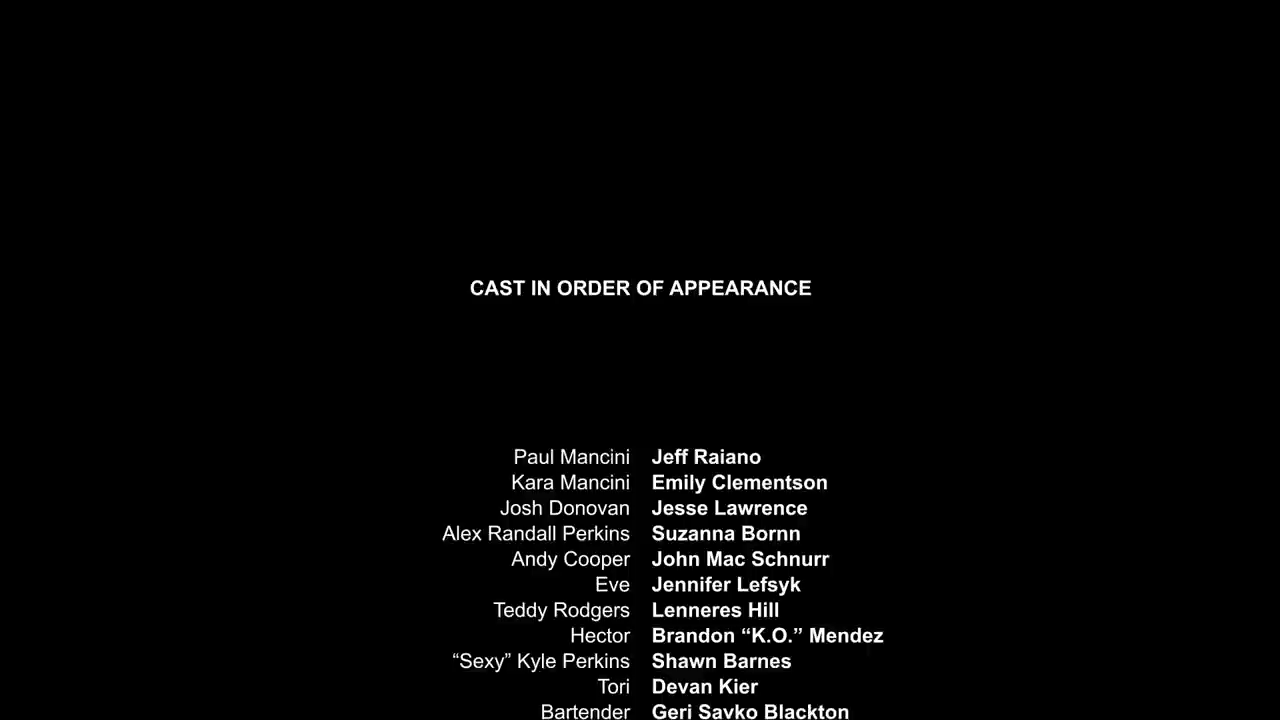 CAST IN ORDER OF APPEARANCE
Paul Mancini Jeff Raiano
Kara Mancini Emily Clementson
Josh Donovan Jesse Lawrence
Alex Randall Perkins Suzanna Bornn
Andy Cooper John Mac Schnurr
Eve Jennifer Lefsyk
Teddy Rodgers Lenneres Hill
Hector Brandon “K.O.” Mendez
“Sexy” Kyle Perkins Shawn Barnes
Tori Devan Kier
Bartender Geri Savko Blackton